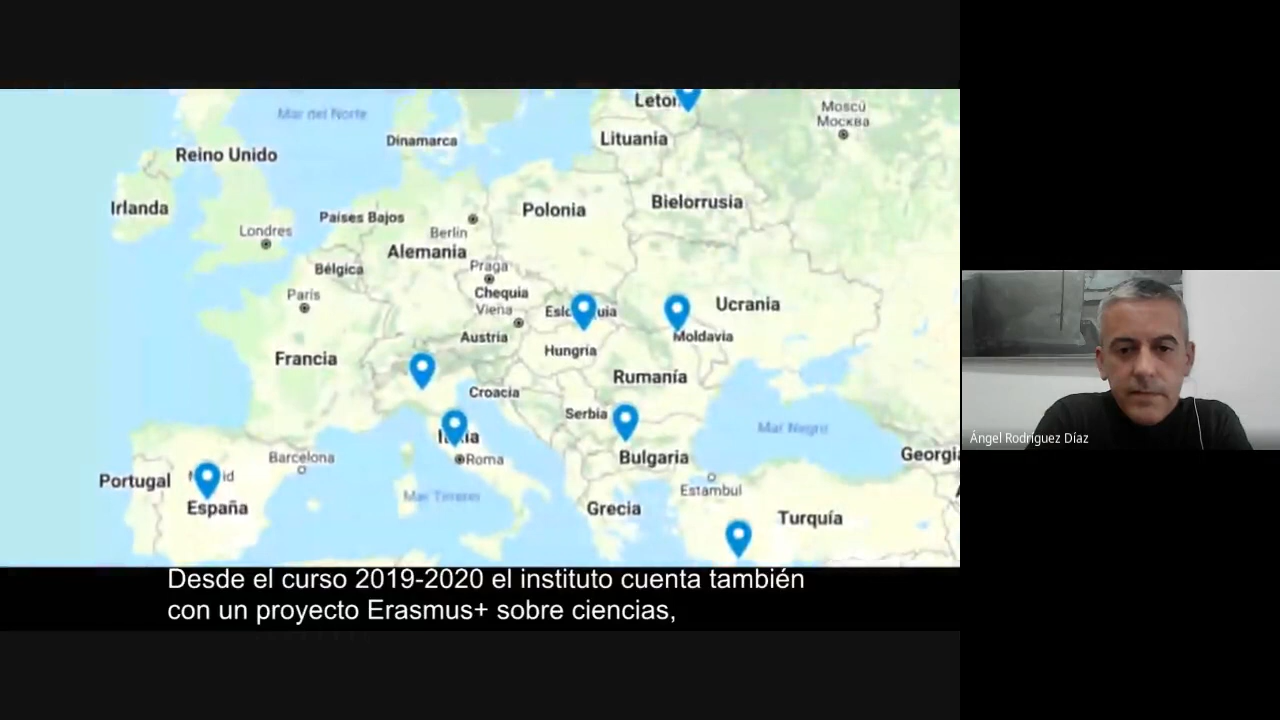 Leton
Moscú
Москва
Mar del Norte
Dinamarca
Lituania
Reino Unido
Bielorrusia
Irlanda
Países Bajos
Polonia
Londres
Berlín
Alemania
Bélgica
Praga
París
Chequia
Ucrania
Viena
Austria
Moldavia
Hungría
Francia
Rumanía
Croacia
Serbia
Mar Negro
Bulgaria
Georgia
Barcelona
Roma
Portugal
Estambul
España
Grecia
Turquía
Desde el curso 2019-2020 el instituto cuenta también
con un proyecto Erasmus+ sobre ciencias,
Ángel Rodríguez Díaz